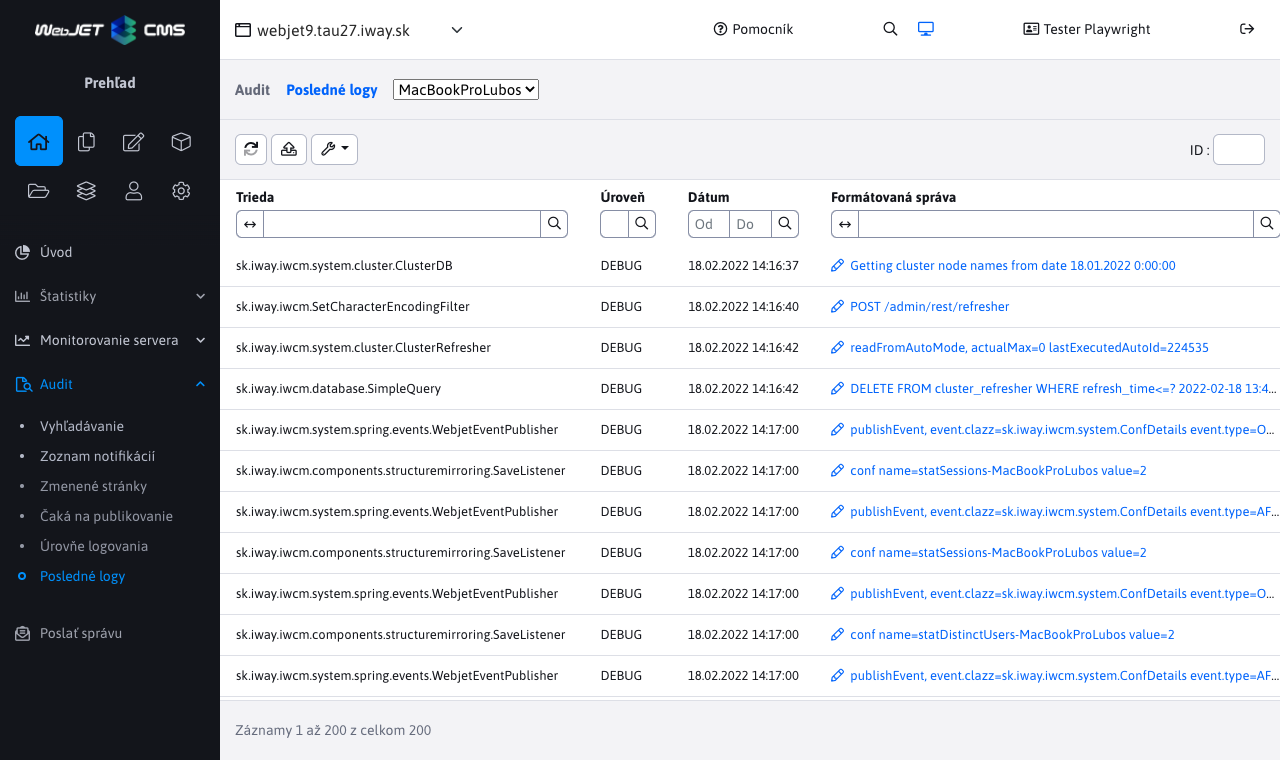 WebJET CMS
Prehľad
Úvod
Štatistiky
Monitorovanie servera
Audit
Vyhľadávanie
Zoznam notifikácií
Zmenené stránky
Čaká na publikovanie
Úrovňe logovania
Posledné logy
Poslať správu
webjet9.tau27.iway.sk
Pomocník
Tester Playwright
Audit Posledné logy MacBookProLubos
ID :
Trieda Úroveň Dátum Formátovaná správa
Od Do
sk.iway.iwcm.system.cluster.ClusterDB DEBUG 18.02.2022 14:16:37 Getting cluster node names from date 18.01.2022 0:00:00
sk.iway.iwcm.SetCharacterEncodingFilter DEBUG 18.02.2022 14:16:40 POST /admin/rest/refresher
sk.iway.iwcm.system.cluster.ClusterRefresher DEBUG 18.02.2022 14:16:42 readFromAutoMode, actualMax=0 lastExecutedAutoId=224535
sk.iway.iwcm.database.SimpleQuery DEBUG 18.02.2022 14:16:42 DELETE FROM cluster_refresher WHERE refresh_time<=? 2022-02-18 13:4...
sk.iway.iwcm.system.spring.events.WebjetEventPublisher DEBUG 18.02.2022 14:17:00 publishEvent, event.clazz=sk.iway.iwcm.system.ConfDetails event.type=O...
sk.iway.iwcm.components.structuremirroring.SaveListener DEBUG 18.02.2022 14:17:00 conf name=statSessions-MacBookProLubos value=2
sk.iway.iwcm.system.spring.events.WebjetEventPublisher DEBUG 18.02.2022 14:17:00 publishEvent, event.clazz=sk.iway.iwcm.system.ConfDetails event.type=AF...
sk.iway.iwcm.components.structuremirroring.SaveListener DEBUG 18.02.2022 14:17:00 conf name=statSessions-MacBookProLubos value=2
sk.iway.iwcm.system.spring.events.WebjetEventPublisher DEBUG 18.02.2022 14:17:00 publishEvent, event.clazz=sk.iway.iwcm.system.ConfDetails event.type=O...
sk.iway.iwcm.components.structuremirroring.SaveListener DEBUG 18.02.2022 14:17:00 conf name=statDistinctUsers-MacBookProLubos value=2
sk.iway.iwcm.system.spring.events.WebjetEventPublisher DEBUG 18.02.2022 14:17:00 publishEvent, event.clazz=sk.iway.iwcm.system.ConfDetails event.type=AF...
Záznamy 1 až 200 z celkom 200